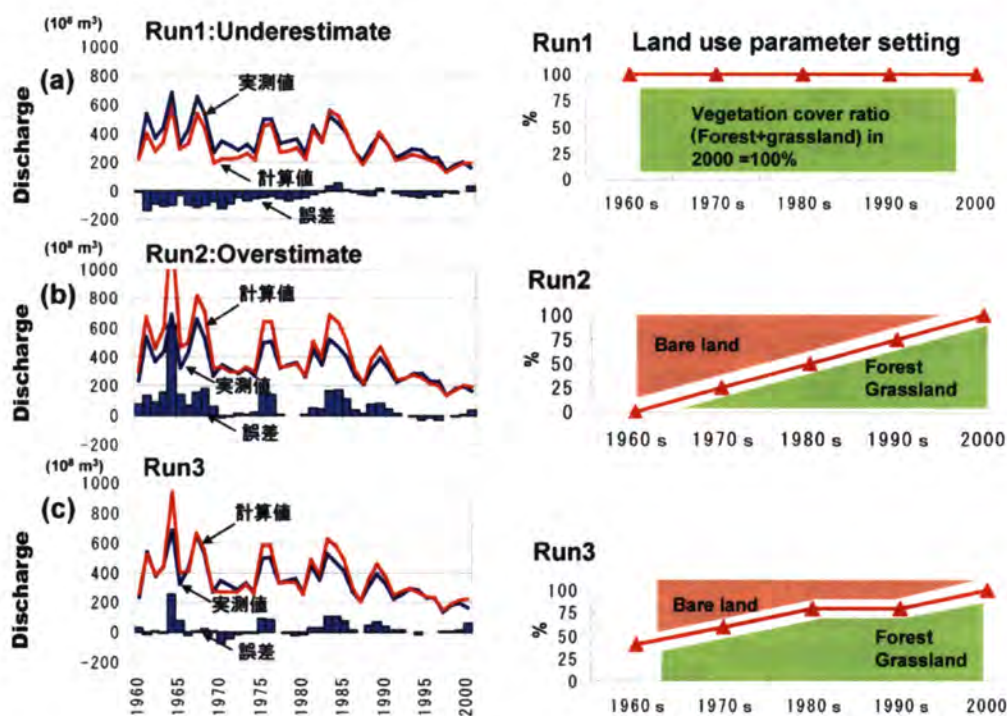 (10⁸ m³)
Run1:Underestimate
(a)
Discharge
1000
800
600
400
200
0
-200
実測値
計算値
誤差
Run1
Land use parameter setting
%
100
75
50
25
0
Vegetation cover ratio
(Forest+grassland) in
2000 =100%
1960 s
1970 s
1980 s
1990 s
2000
(10⁸ m³)
Run2:Overstimate
(b)
Discharge
1000
800
600
400
200
0
-200
計算値
実測値
誤差
Run2
%
100
75
50
25
0
Bare land
Forest
Grassland
1960 s
1970 s
1980 s
1990 s
2000
(10⁸ m³)
Run3
(c)
Discharge
1000
800
600
400
200
0
-200
計算値
実測値
誤差
1960
1965
1970
1975
1980
1985
1990
1995
2000
Run3
%
100
75
50
25
0
Bare land
Forest
Grassland
1960 s
1970 s
1980 s
1990 s
2000